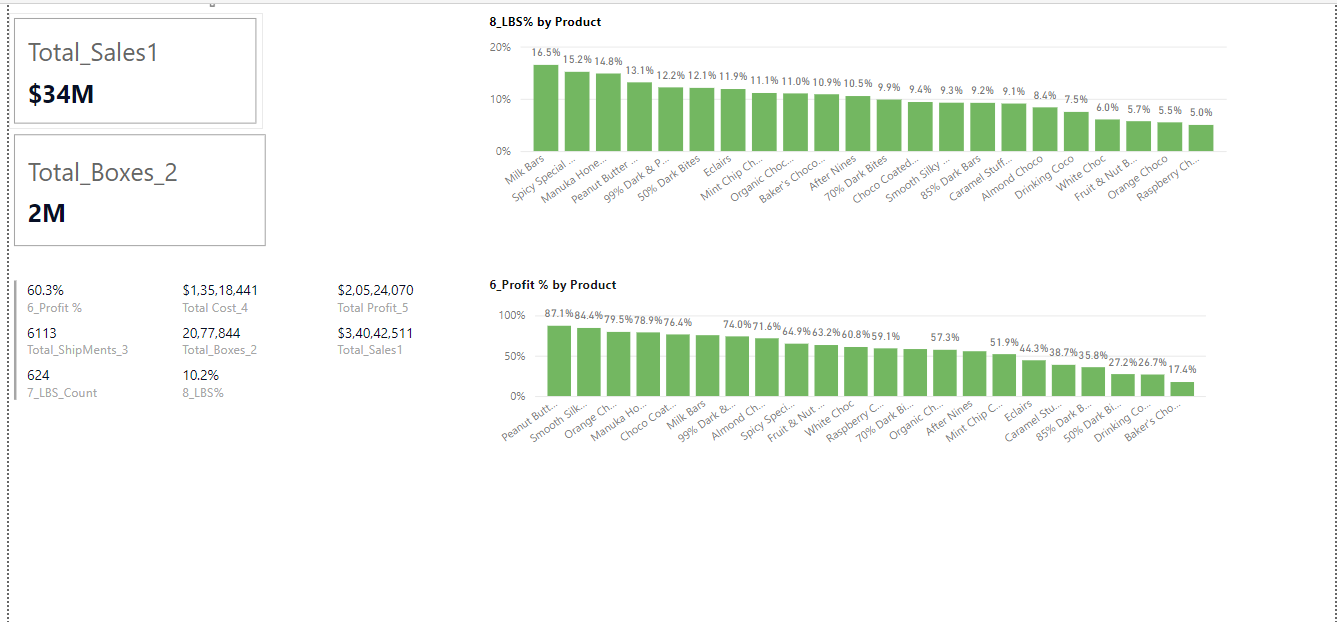 Total_Sales1
$34M
Total_Boxes_2
2M
60.3%
6_Profit %
$1,35,18,441
Total Cost_4
$2,05,24,070
Total Profit_5
6113
Total_ShipMents_3
20,77,844
Total_Boxes_2
$3,40,42,511
Total_Sales1
624
7_LBS_Count
10.2%
8_LBS%
8_LBS% by Product
20%
10%
0%
16.5% 15.2% 14.8% 13.1% 12.2% 12.1% 11.9% 11.1% 11.0% 10.9% 10.5% 9.9% 9.4% 9.3% 9.2% 9.1% 8.4% 7.5% 6.0% 5.7% 5.5% 5.0%
Milk Bars
Spicy Special ...
Manuka Hone...
Peanut Butter ...
99% Dark & P...
50% Dark Bites
Eclairs
Mint Chip Ch...
Organic Choc...
Baker's Choco...
After Nines
70% Dark Bites
Choco Coated...
Smooth Silky ...
85% Dark Bars
Caramel Stuff...
Almond Choco
Drinking Coco
White Choc
Fruit & Nut B...
Orange Choco
Raspberry Ch...
6_Profit % by Product
100%
50%
0%
87.1% 84.4% 79.5% 78.9% 76.4% 74.0% 71.6% 64.9% 63.2% 60.8% 59.1% 57.3% 51.9% 44.3% 38.7% 35.8% 27.2% 26.7% 17.4%
Peanut Butt...
Smooth Silk...
Orange Ch...
Manuka Ho...
Choco Coat...
Milk Bars
99% Dark &...
Almond Ch...
Spicy Speci...
Fruit & Nut ...
White Choc
Raspberry C...
70% Dark Bi...
Organic Ch...
After Nines
Mint Chip C...
Eclairs
Caramel Stu...
85% Dark B...
50% Dark Bi...
Drinking Co...
Baker's Cho...